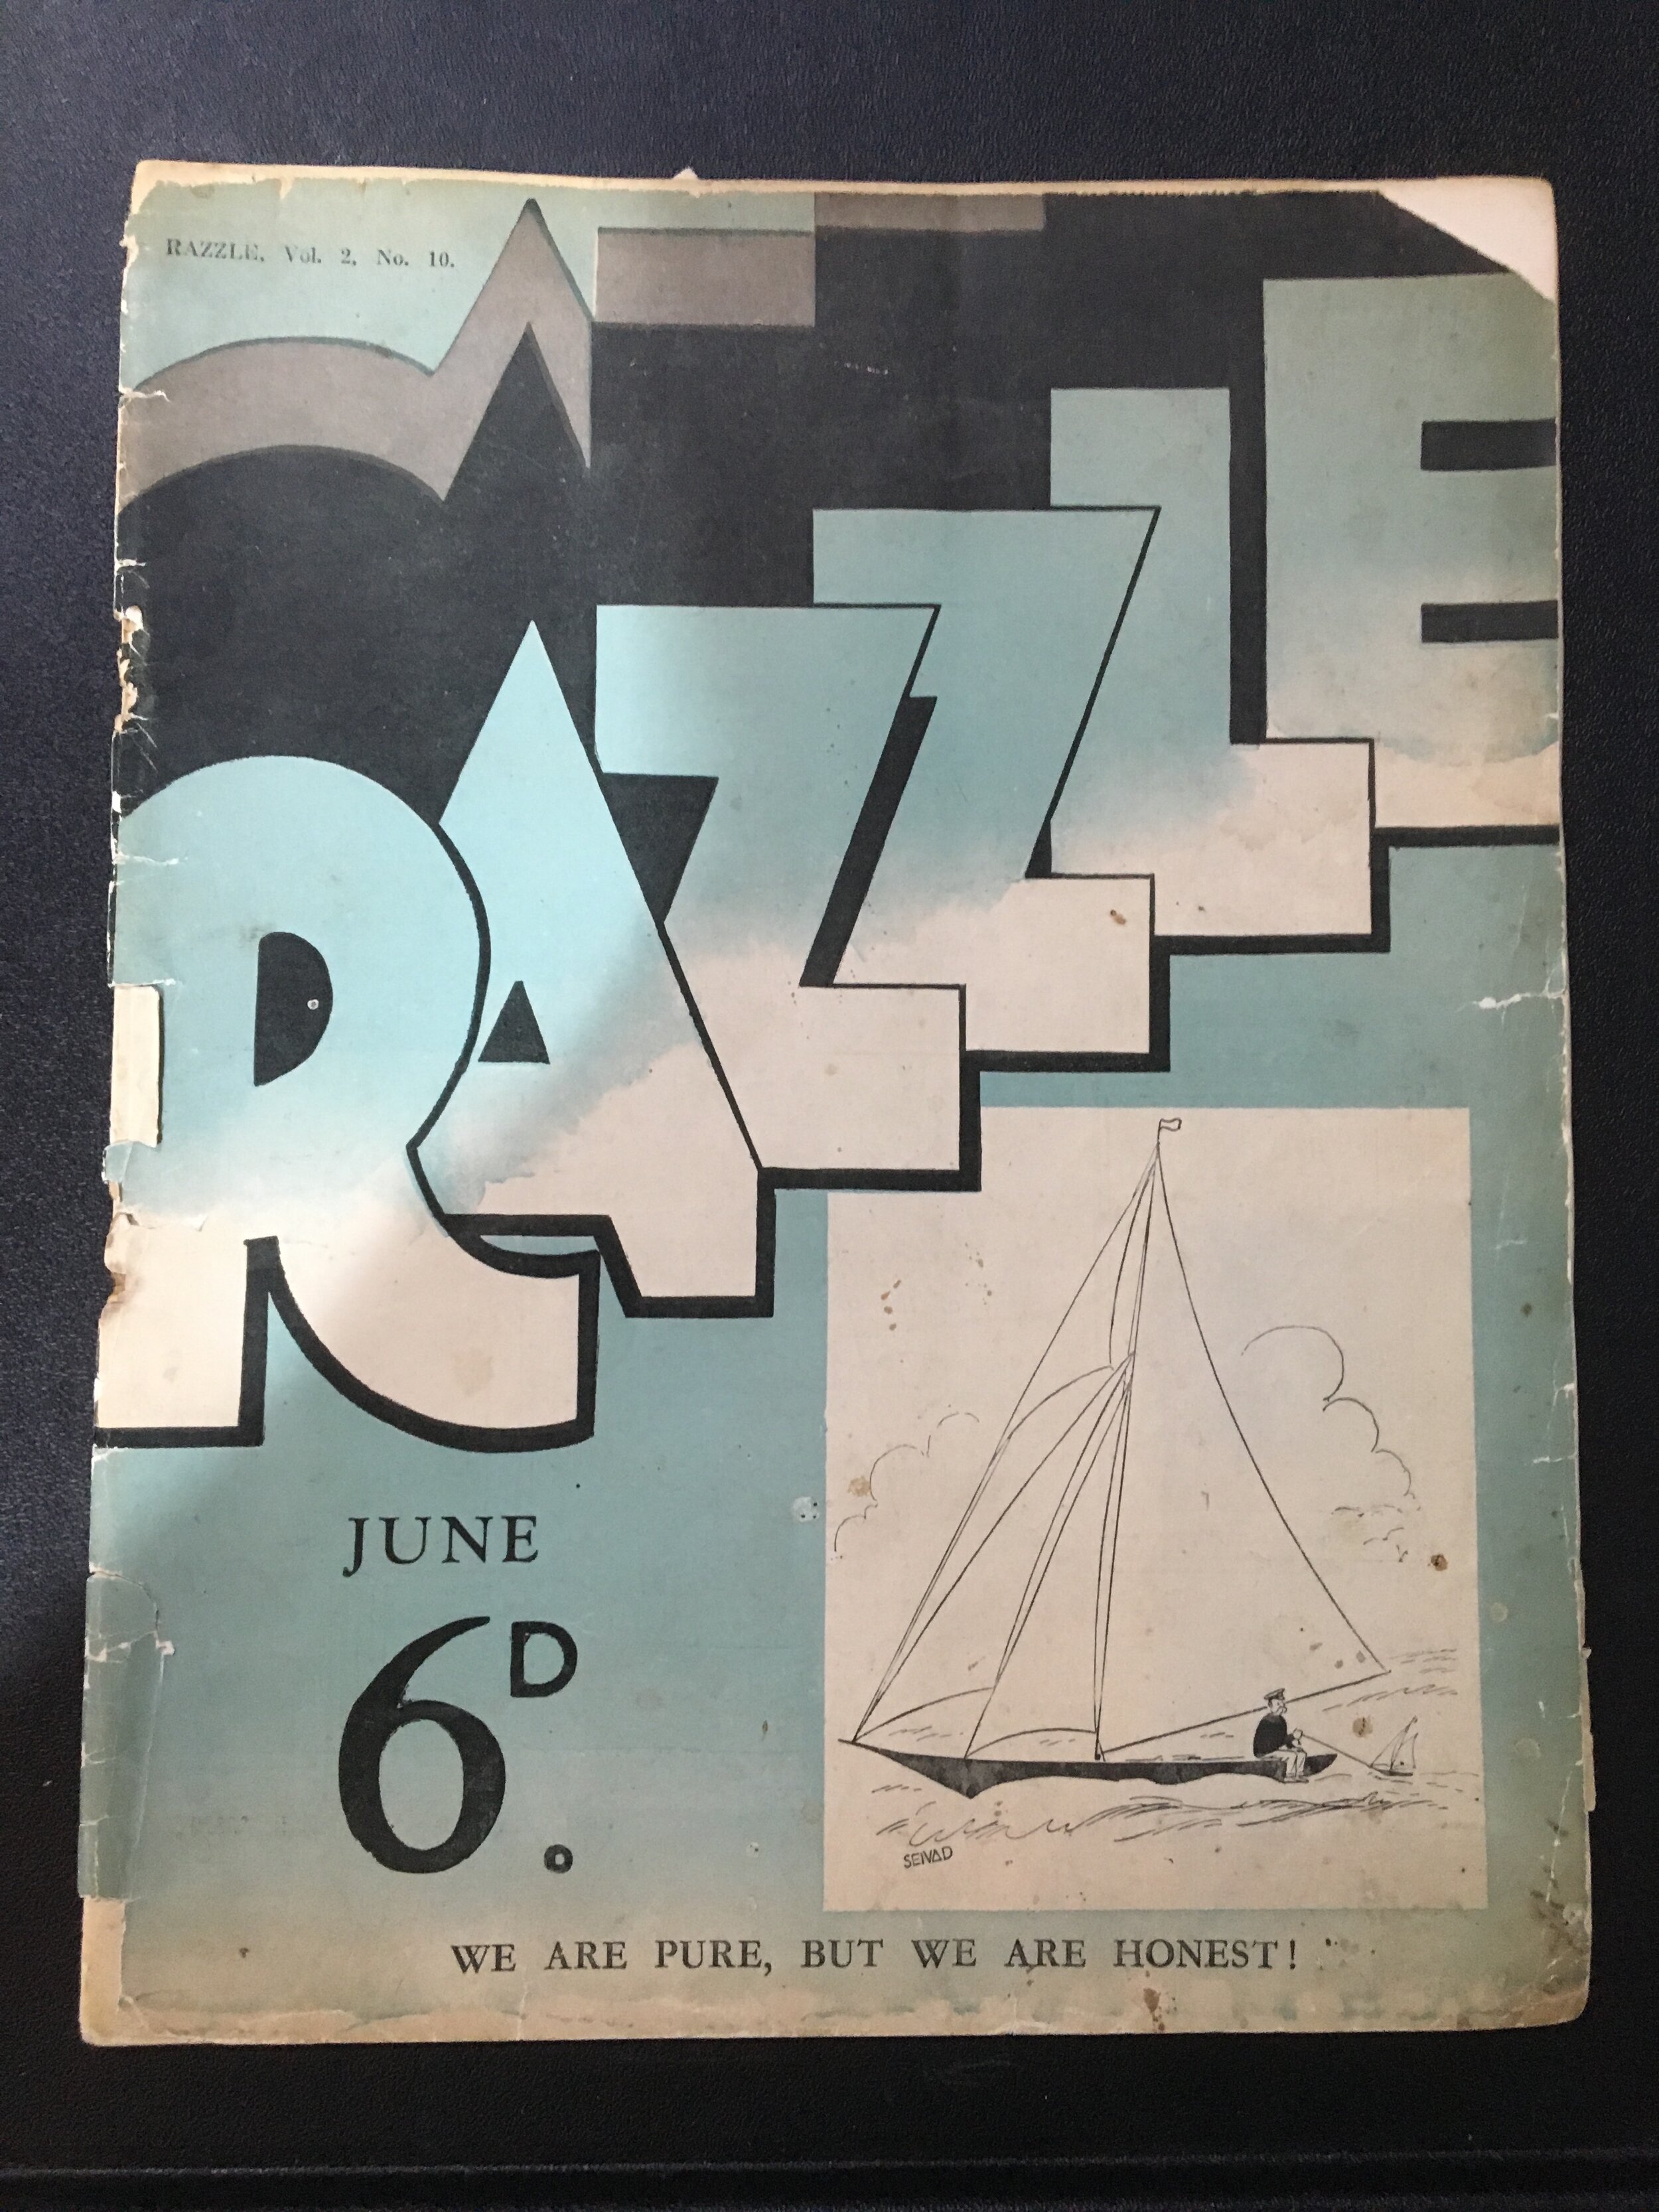 RAZZLE, Vol. 2, No. 10.
RAZZLE
JUNE
6D.
SEIVAD
WE ARE PURE, BUT WE ARE HONEST!